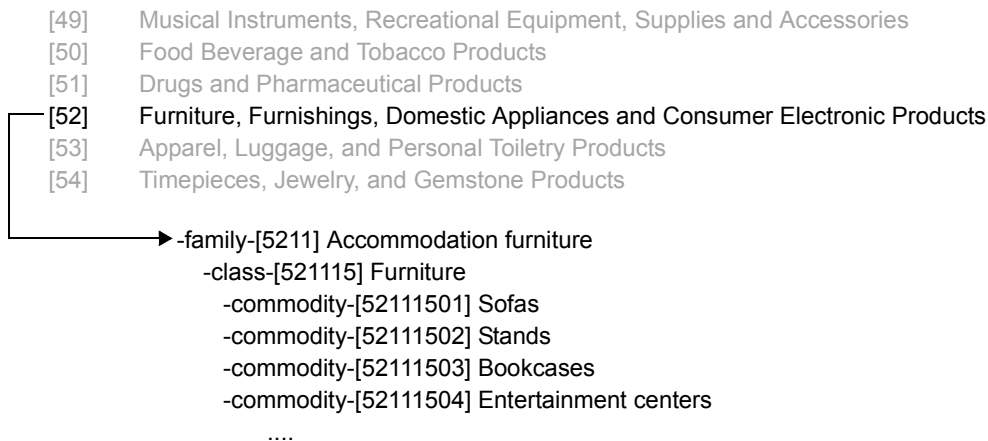 [49] Musical Instruments, Recreational Equipment, Supplies and Accessories
[50] Food Beverage and Tobacco Products
[51] Drugs and Pharmaceutical Products
[52] Furniture, Furnishings, Domestic Appliances and Consumer Electronic Products
[53] Apparel, Luggage, and Personal Toiletry Products
[54] Timepieces, Jewelry, and Gemstone Products
-family-[5211] Accommodation furniture
-class-[521115] Furniture
-commodity-[52111501] Sofas
-commodity-[52111502] Stands
-commodity-[52111503] Bookcases
-commodity-[52111504] Entertainment centers
....